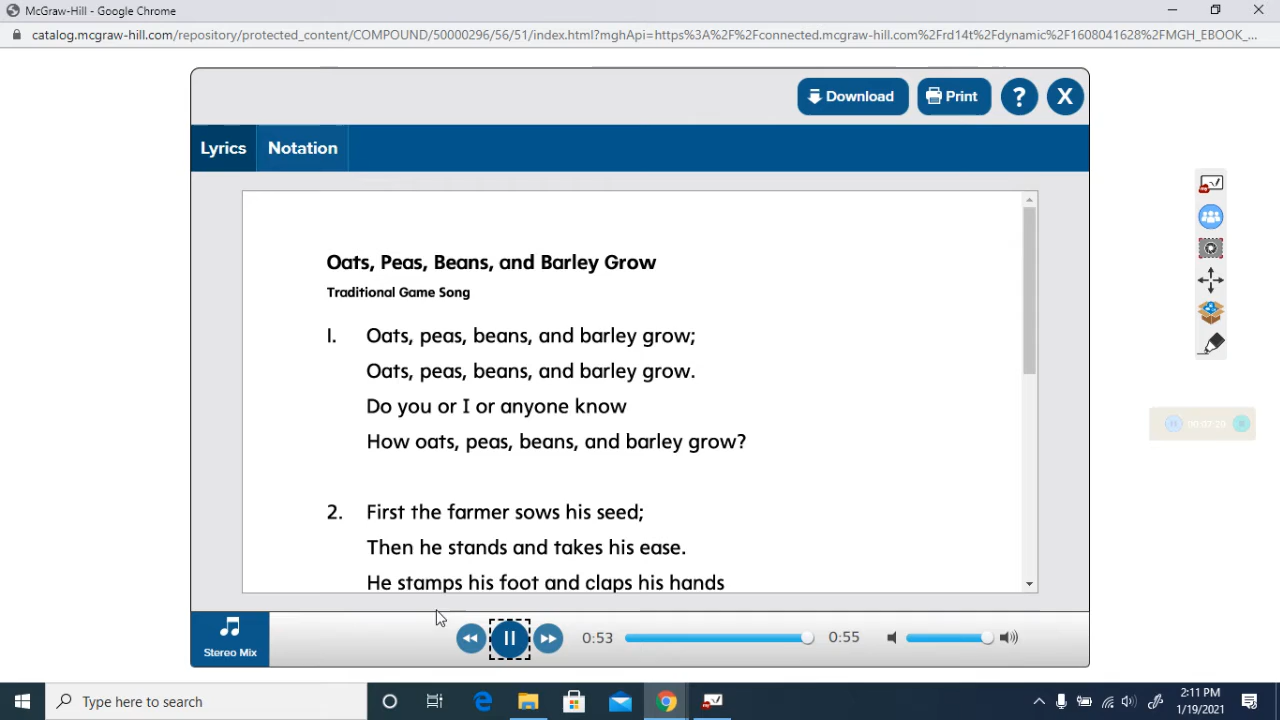 McGraw-Hill - Google Chrome
catalog.mcgraw-hill.com/repository/protected_content/COMPOUND/50000296/56/51/index.html?mghApi=https%3A%2F%2Fconnected.mcgraw-hill.com%2Frd14t%2Fdynamic%2F1608041628%2FMGH_EBOOK_...
Download
Print
?
X
Lyrics
Notation
Oats, Peas, Beans, and Barley Grow
Traditional Game Song
1. Oats, peas, beans, and barley grow;
Oats, peas, beans, and barley grow.
Do you or I or anyone know
How oats, peas, beans, and barley grow?
00:07:29
2. First the farmer sows his seed;
Then he stands and takes his ease.
He stamps his foot and claps his hands
0:53
0:55
Stereo Mix
Type here to search
2:11 PM
1/19/2021